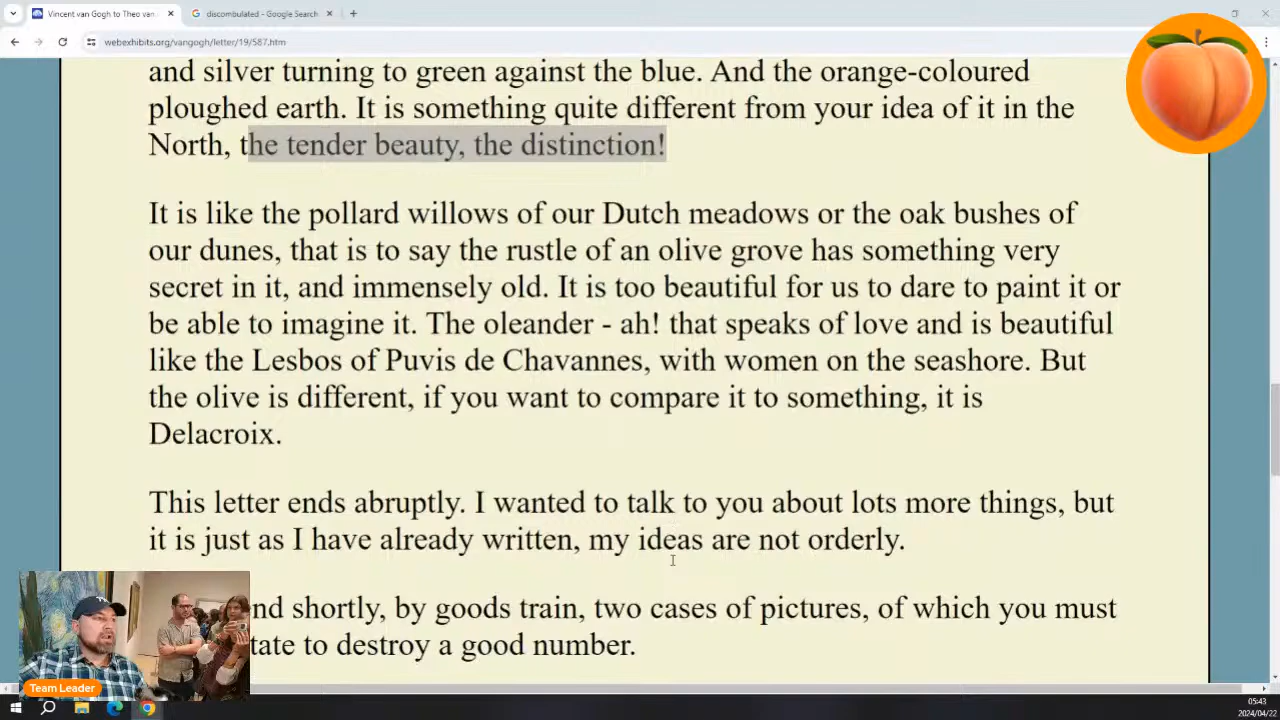 Vincent van Gogh to Theo van
discombulated - Google Search
webexhibits.org/vangogh/letter/19/587.htm
and silver turning to green against the blue. And the orange-coloured
ploughed earth. It is something quite different from your idea of it in the
North, the tender beauty, the distinction!
It is like the pollard willows of our Dutch meadows or the oak bushes of
our dunes, that is to say the rustle of an olive grove has something very
secret in it, and immensely old. It is too beautiful for us to dare to paint it or
be able to imagine it. The oleander - ah! that speaks of love and is beautiful
like the Lesbos of Puvis de Chavannes, with women on the seashore. But
the olive is different, if you want to compare it to something, it is
Delacroix.
This letter ends abruptly. I wanted to talk to you about lots more things, but
it is just as I have already written, my ideas are not orderly.
nd shortly, by goods train, two cases of pictures, of which you must
tate to destroy a good number.
Team Leader
05:43
2024/04/22